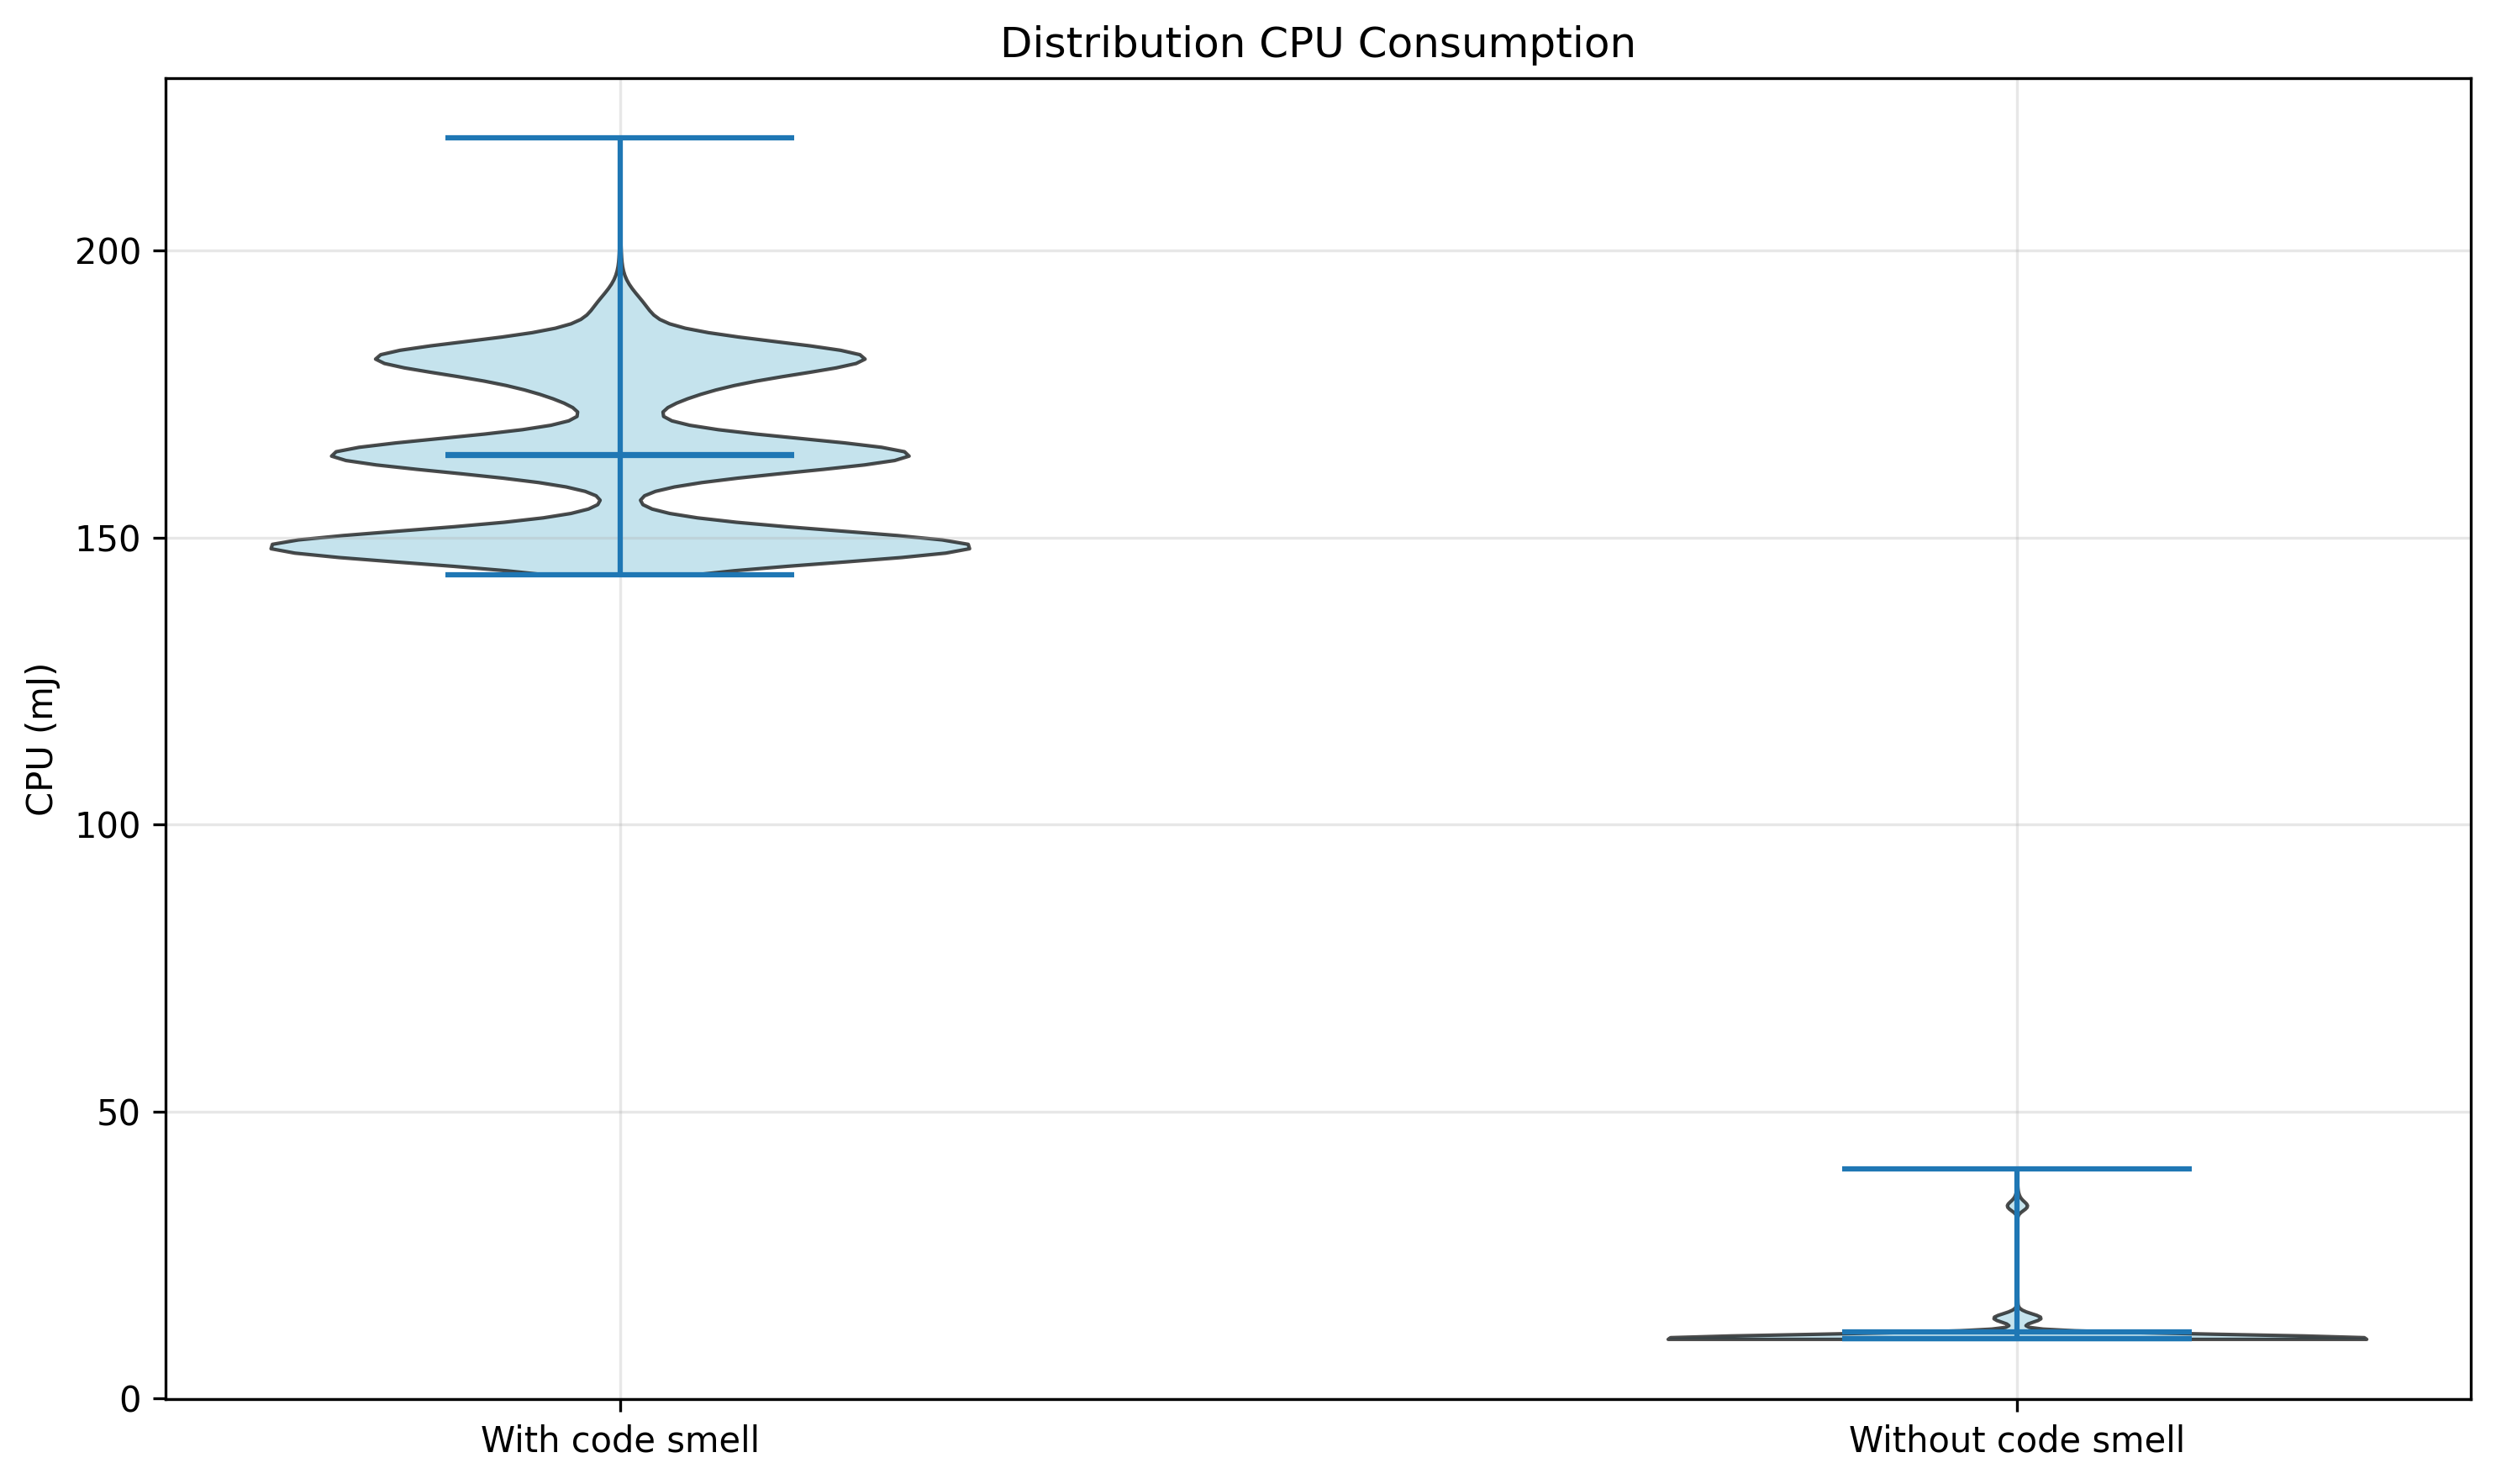 Distribution CPU Consumption
CPU (mJ)
200
150
100
50
0
With code smell
Without code smell